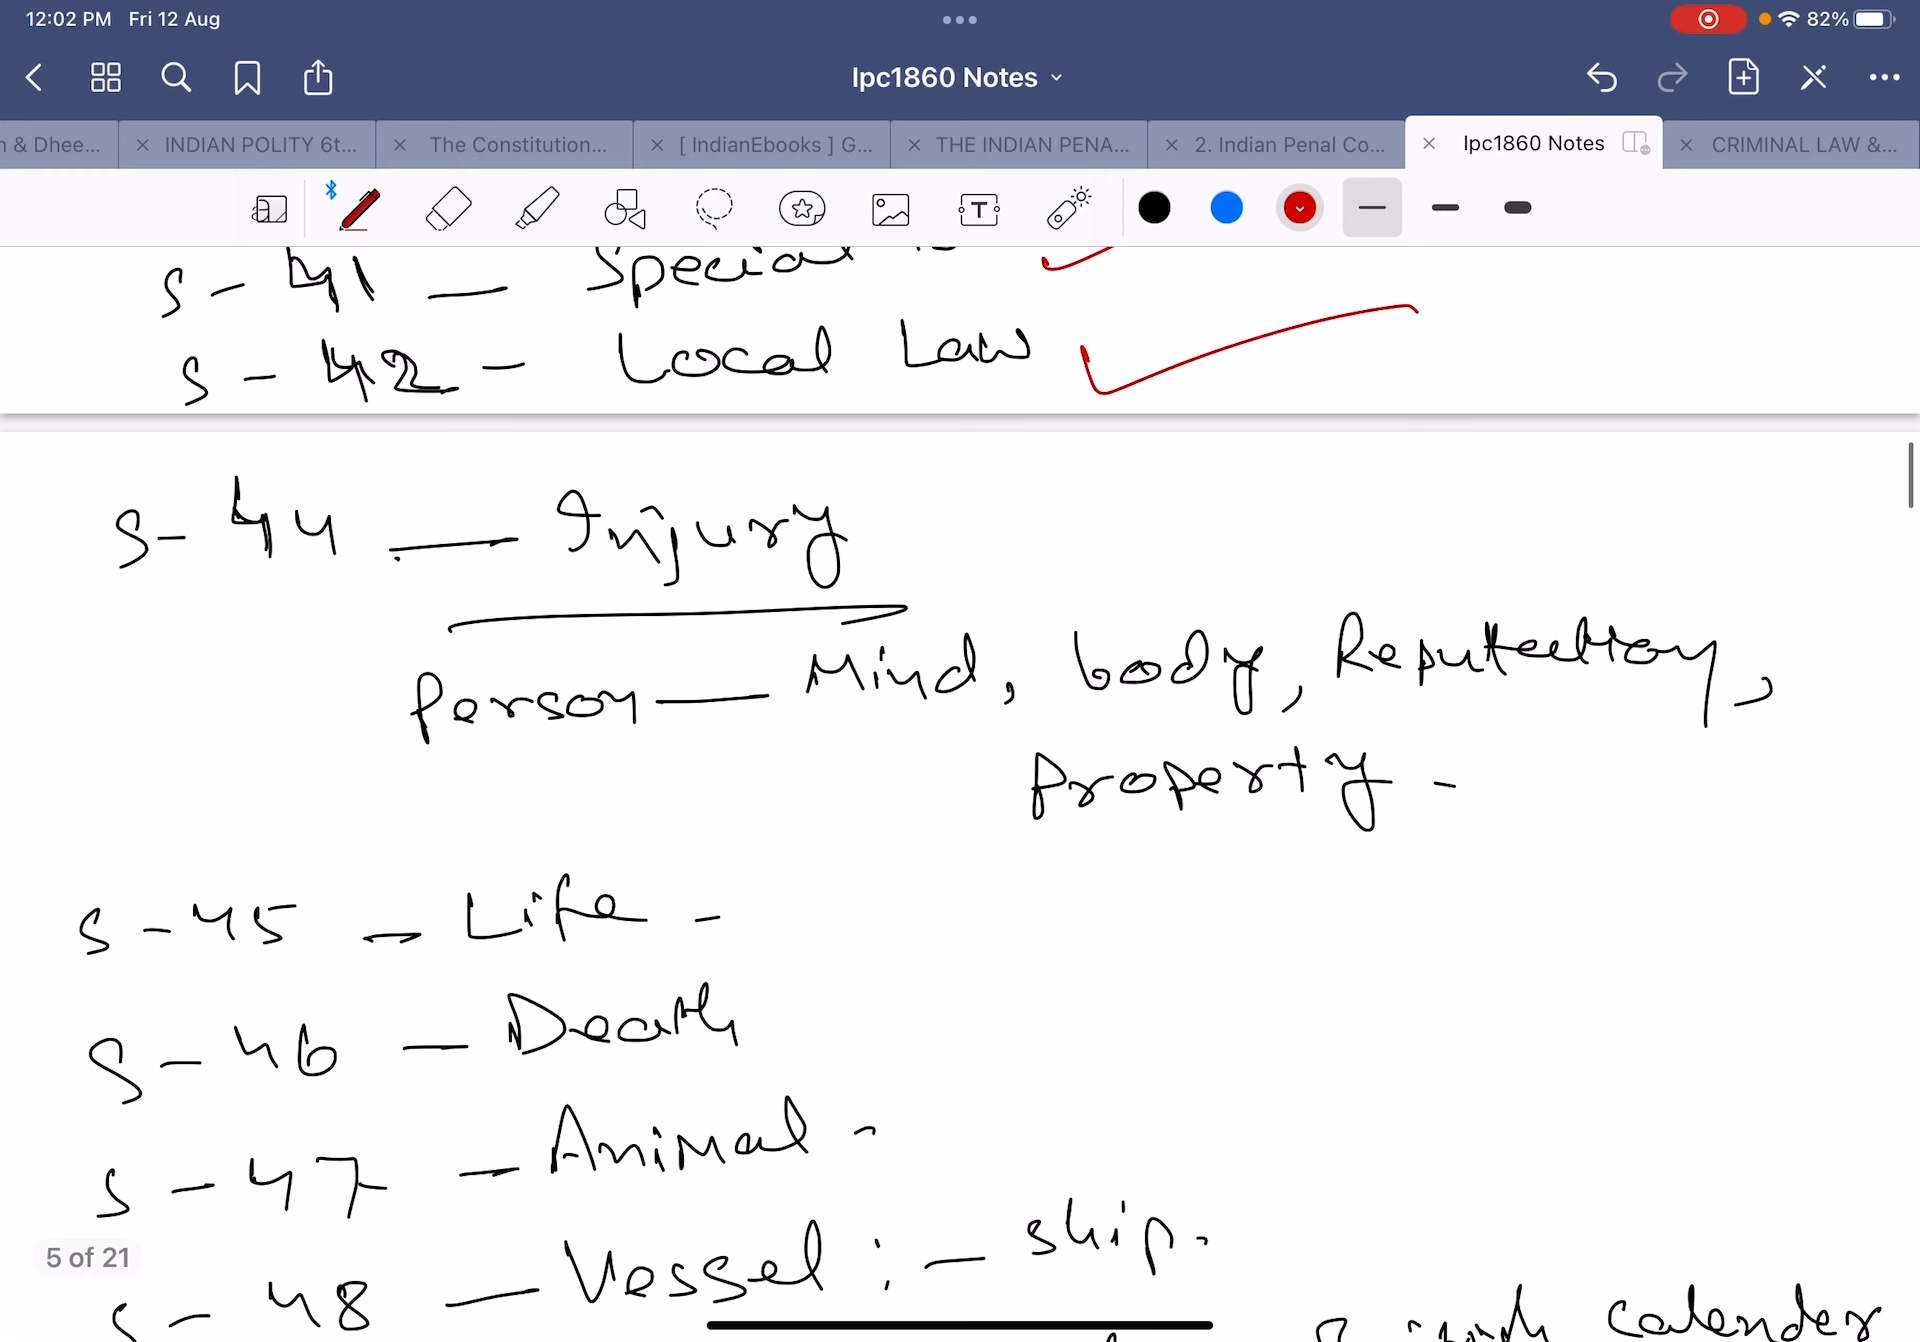 12:02 PM Fri 12 Aug
82%
Ipc1860 Notes
n & Dhee...
INDIAN POLITY 6t...
The Constitution...
[ IndianEbooks ] G...
THE INDIAN PENA...
2. Indian Penal Co...
Ipc1860 Notes
CRIMINAL LAW &...
S - 41 — Special
S - 42 - Local Law
S - 44 — Injury
Person — Mind, body, Reputation,
Property -
S - 45 - Life -
S - 46 - Death
S - 47 - Animal -
S - 48 - Vessel : - Ship.
5 of 21
calender